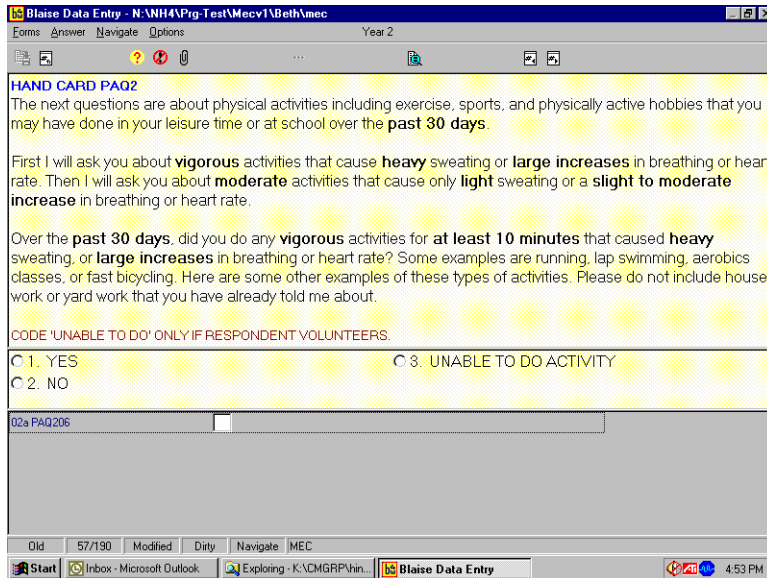 Blaise Data Entry - N:\NH4\Prg-Test\Mecv1\Beth\mec
Forms Answer Navigate Options Year 2
HAND CARD PAQ2
The next questions are about physical activities including exercise, sports, and physically active hobbies that you
may have done in your leisure time or at school over the past 30 days.
First I will ask you about vigorous activities that cause heavy sweating or large increases in breathing or hear
rate. Then I will ask you about moderate activities that cause only light sweating or a slight to moderate
increase in breathing or heart rate.
Over the past 30 days, did you do any vigorous activities for at least 10 minutes that caused heavy
sweating, or large increases in breathing or heart rate? Some examples are running, lap swimming, aerobics
classes, or fast bicycling. Here are some other examples of these types of activities. Please do not include house
work or yard work that you have already told me about.
CODE 'UNABLE TO DO' ONLY IF RESPONDENT VOLUNTEERS.
1. YES 3. UNABLE TO DO ACTIVITY
2. NO
02a PAQ206
Old 57/190 Modified Dirty Navigate MEC
Start Inbox - Microsoft Outlook Exploring - K:\CMGRP\hin... Blaise Data Entry 4:53 PM